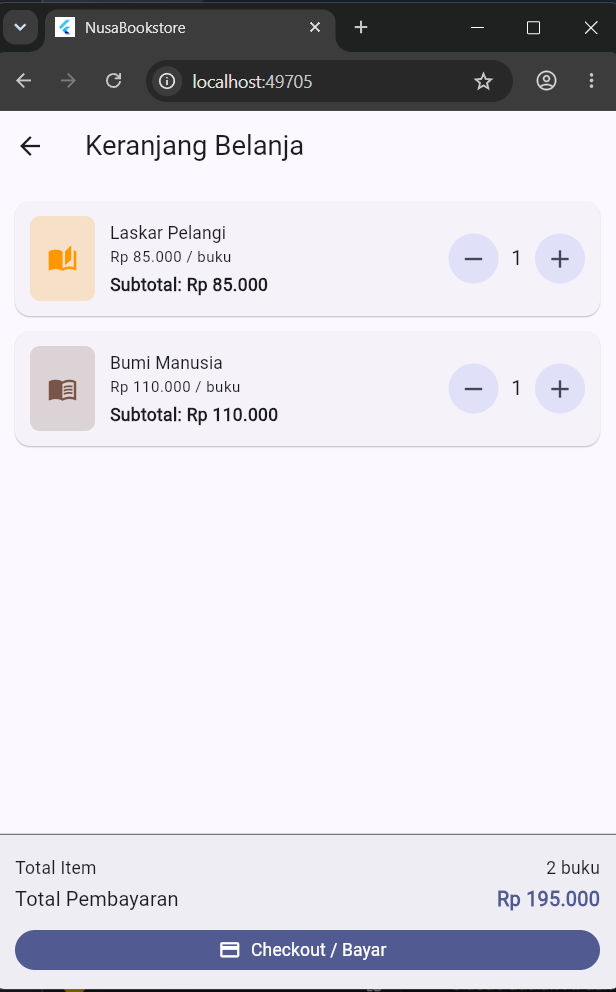 NusaBookstore
localhost:49705
Keranjang Belanja
Laskar Pelangi
Rp 85.000 / buku
Subtotal: Rp 85.000
1
Bumi Manusia
Rp 110.000 / buku
Subtotal: Rp 110.000
1
Total Item 2 buku
Total Pembayaran Rp 195.000
Checkout / Bayar